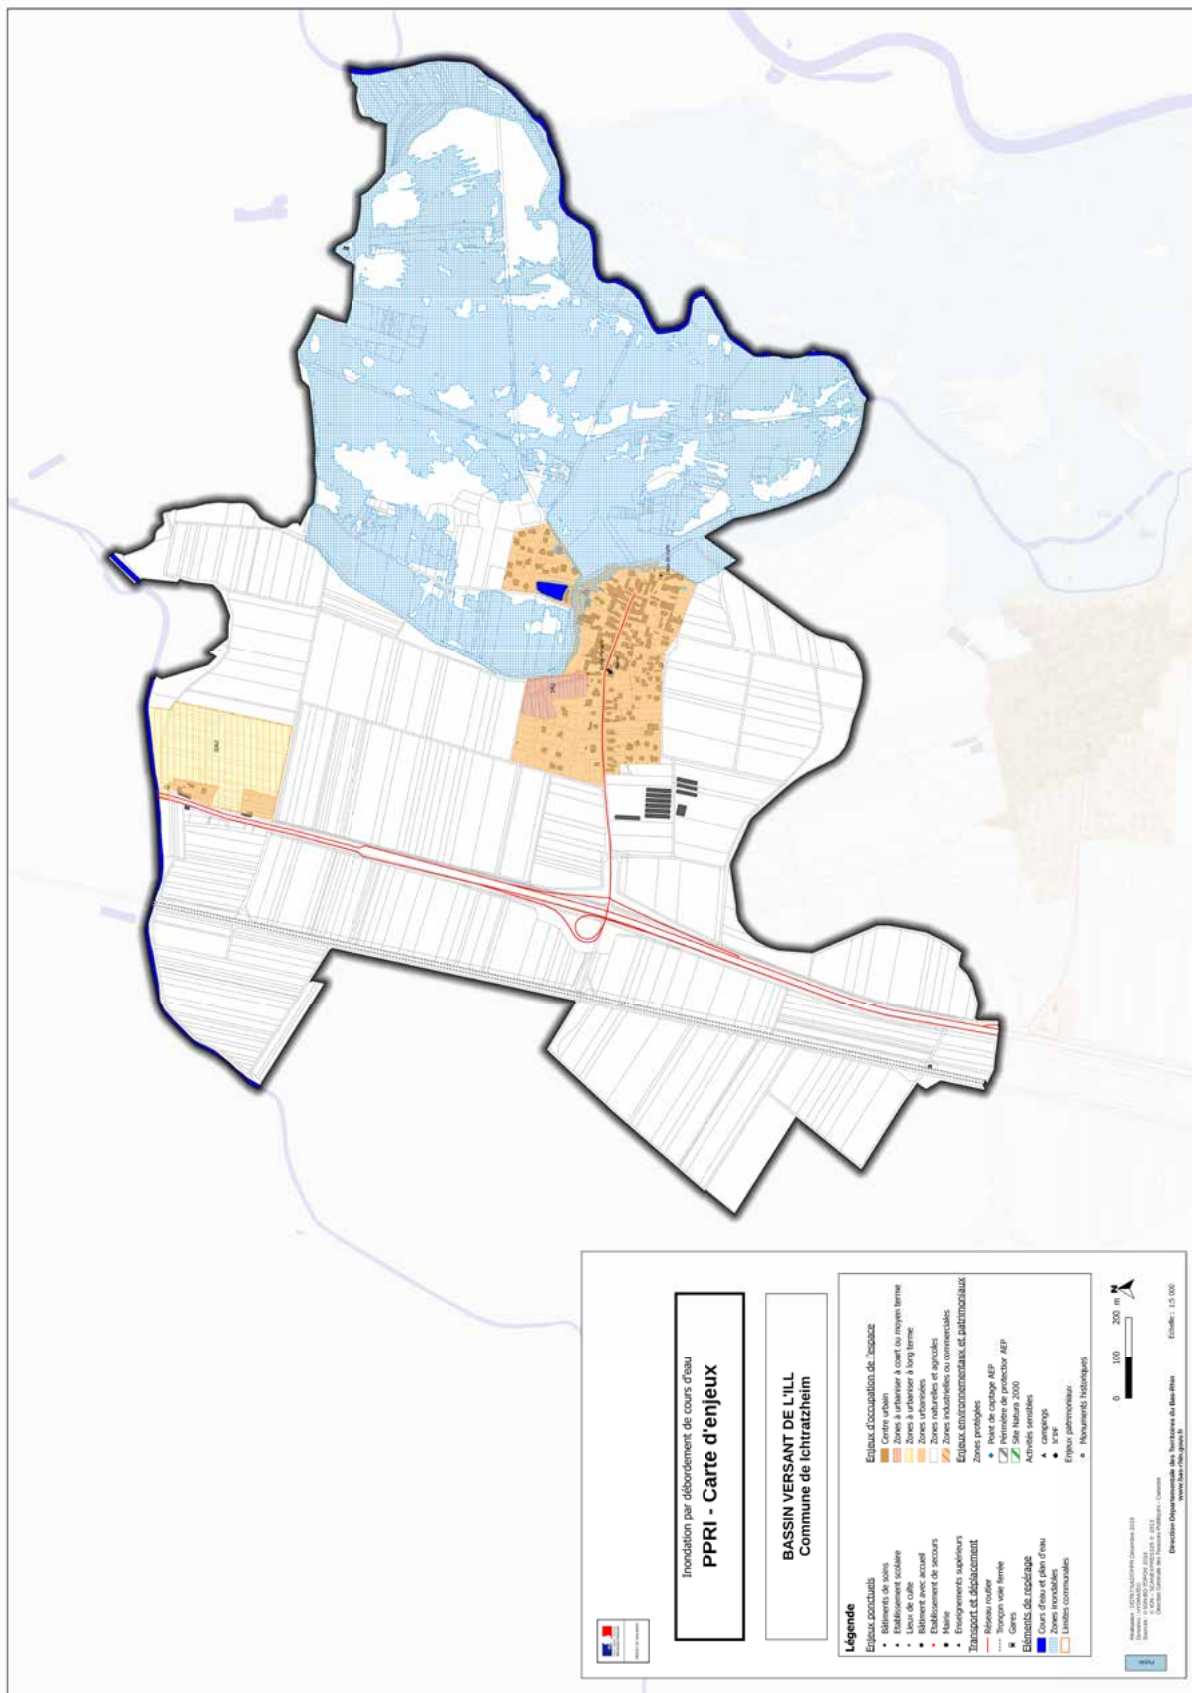 Inondation par débordement de cours d'eau
PPRI - Carte d'enjeux
BASSIN VERSANT DE L'ILL
Commune de Ichtratzheim
Légende
Enjeux ponctuels
Bâtiments de soins
Etablissement scolaire
Lieux de culte
Bâtiment avec accueil
Etablissement de secours
Mairie
Enseignements supérieurs
Transport et déplacement
Réseau routier
Tronçon voie ferrée
Gares
Eléments de repérage
Cours d'eau et plan d'eau
Zones inondables
Limites communales
Enjeux d'occupation de l'espace
Centre urbain
Zones à urbaniser à court ou moyen terme
Zones à urbaniser à long terme
Zones urbanisées
Zones naturelles et agricoles
Zones industrielles ou commerciales
Enjeux environnementaux et patrimoniaux
Zones protégées
Point de captage AEP
Périmètre de protection AEP
Site Natura 2000
Activités sensibles
campings
Enjeux patrimoniaux
Monuments historiques
0 100 200 m
N
Direction Départementale des Territoires du Bas-Rhin
www.bas-rhin.gouv.fr
Echelle : 1:5 000